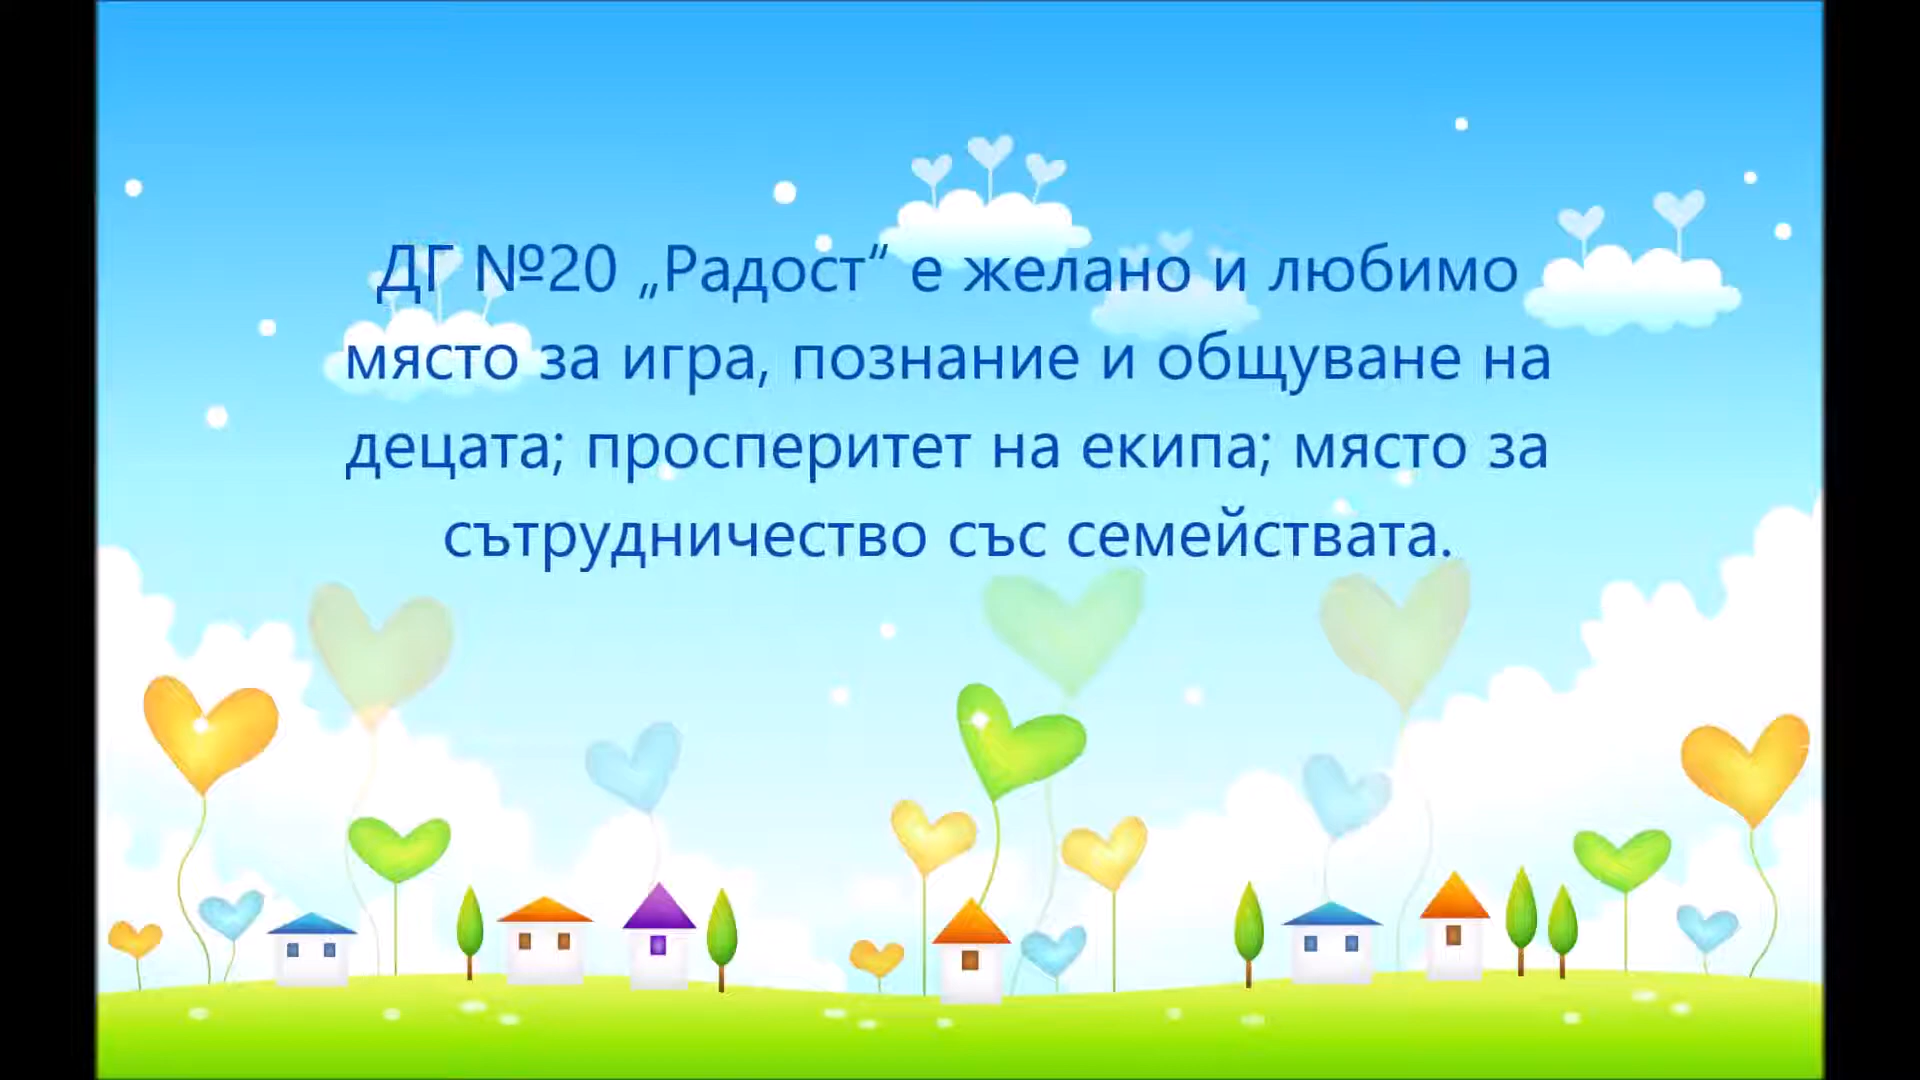 ДГ №20 „Радост“ е желано и любимо
място за игра, познание и общуване на
децата; просперитет на екипа; място за
сътрудничество със семействата.